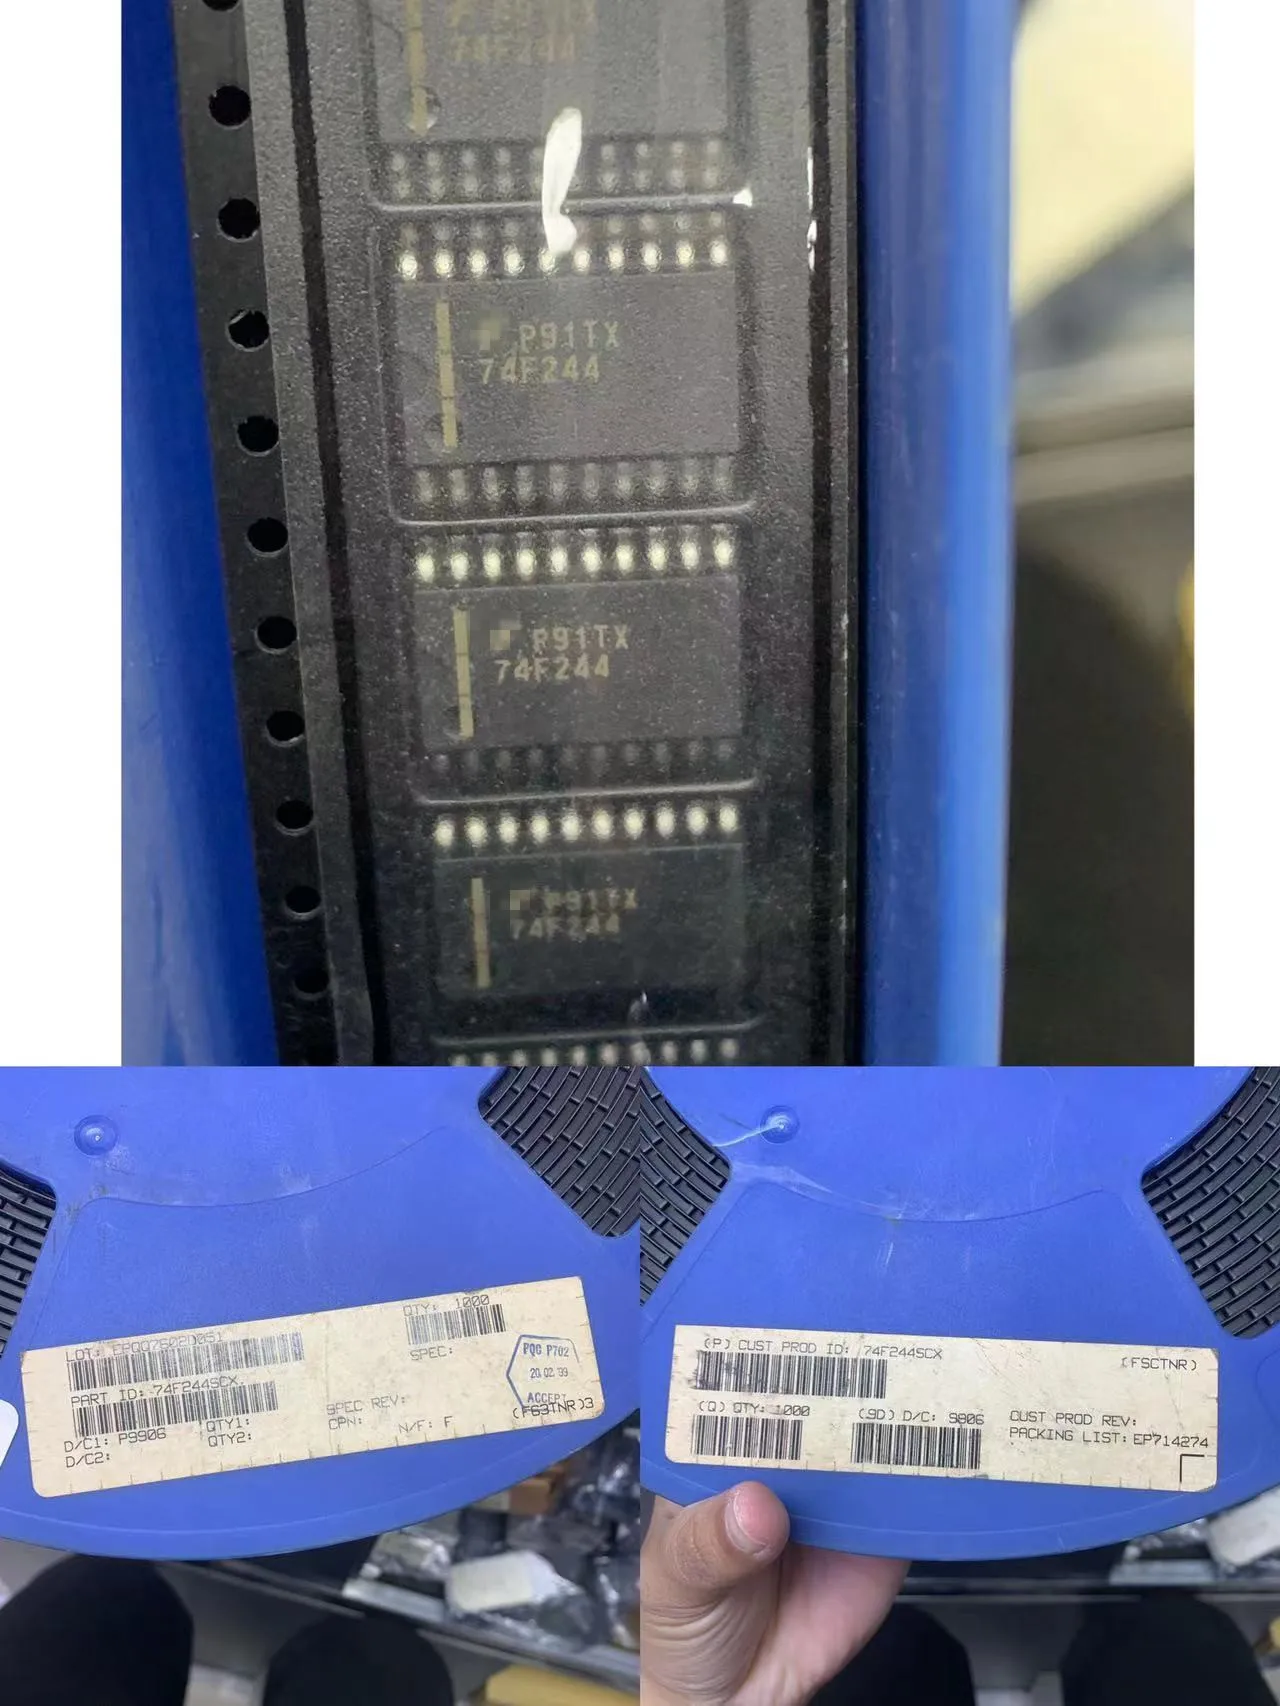 74F244
P91TX
74F244
P91TX
74F244
P91TX
74F244
QTY: 1000
LOT: EPQQ7602D051
SPEC:
PQC P702
20.02.99
ACCEPT
PART ID: 74F244SCX
SPEC REV:
CPN:
N/F: F
(F63TNR)3
D/C1: P9906
QTY1:
D/C2:
QTY2:
(P) CUST PROD ID: 74F244SCX
(FSCTNR)
(Q) QTY: 1000
(9D) D/C: 9806
CUST PROD REV:
PACKING LIST: EP714274